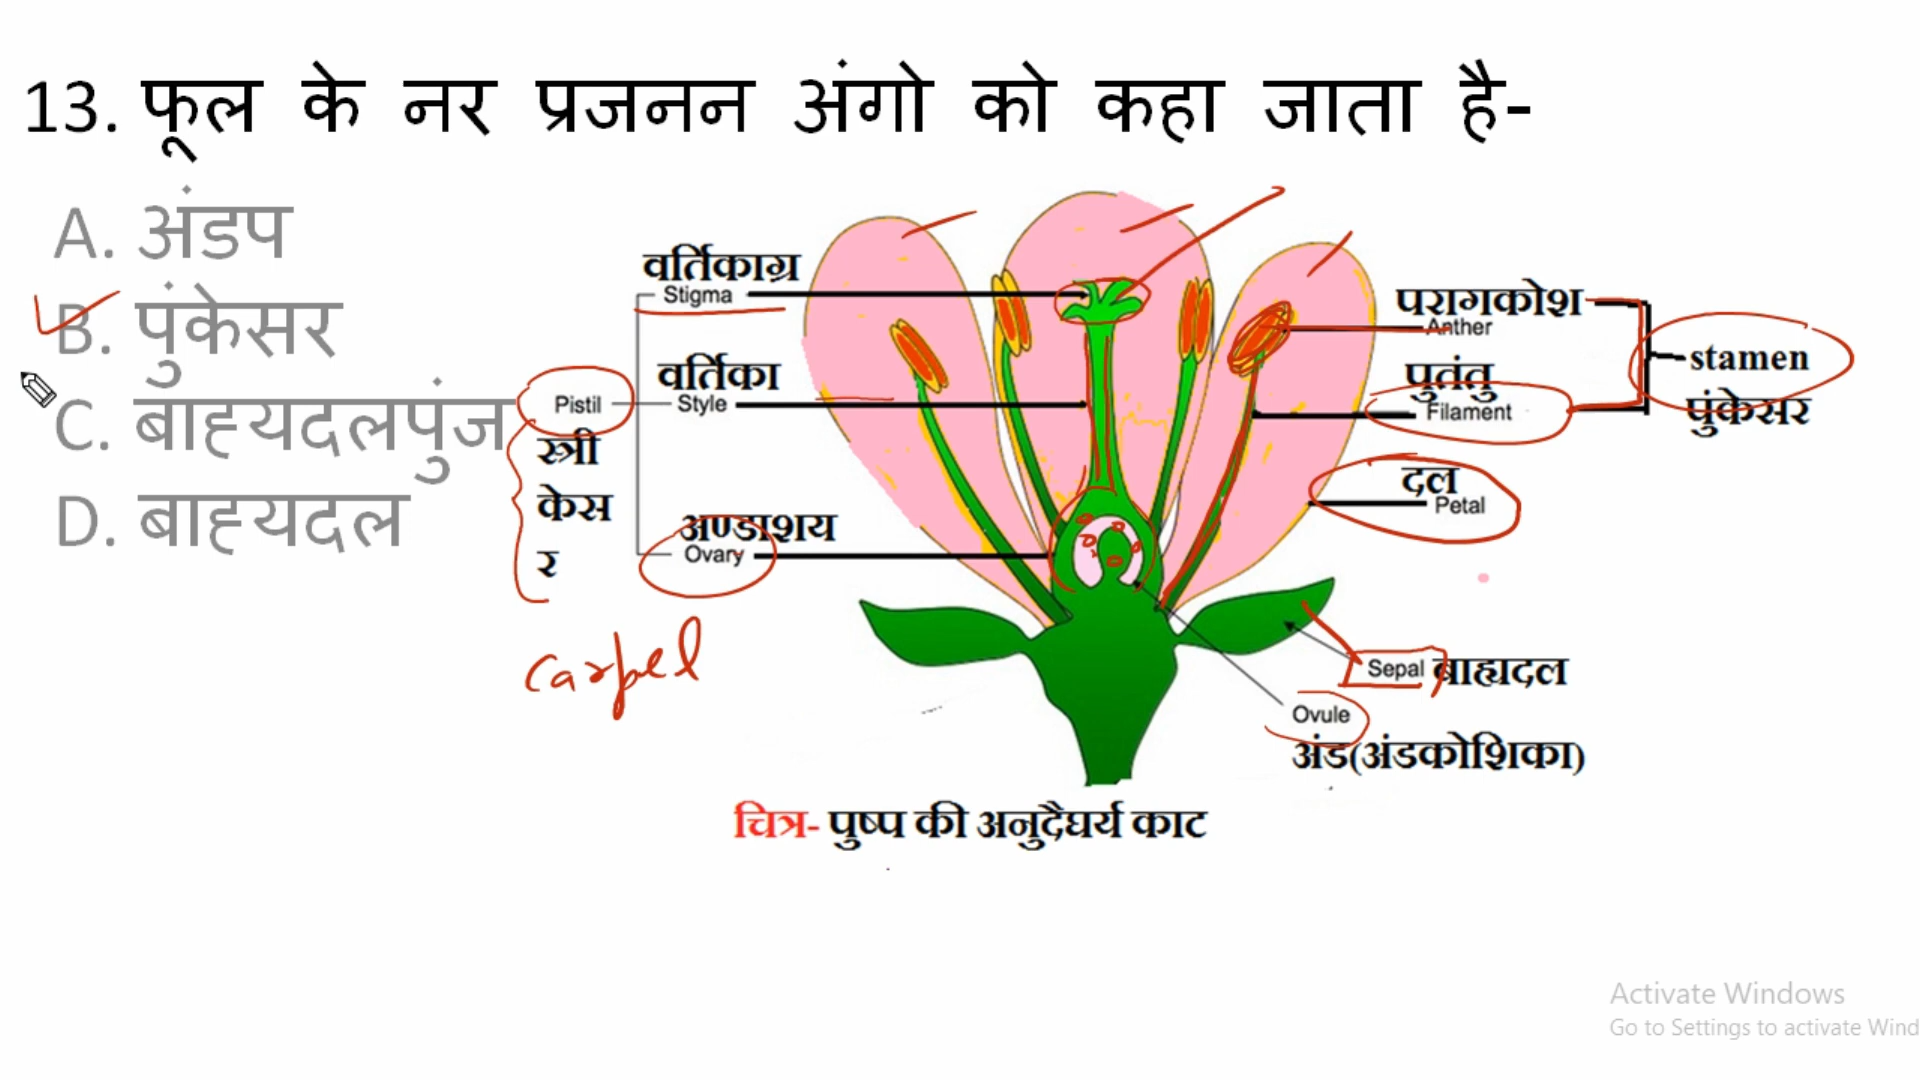 13. फूल के नर प्रजनन अंगो को कहा जाता है-
A. अंडप
B. पुंकेसर
C. बाह्यदलपुंज
D. बाह्यदल
वर्तिकाग्र
Stigma
वर्तिका
Style
Pistil
स्त्री
केस
र
अण्डाशय
Ovary
carpel
परागकोश
Anther
पुतंतु
Filament
stamen
पुंकेसर
दल
Petal
Sepal बाह्यदल
Ovule
अंड(अंडकोशिका)
चित्र- पुष्प की अनुदैघर्य काट
Activate Windows
Go to Settings to activate Wind